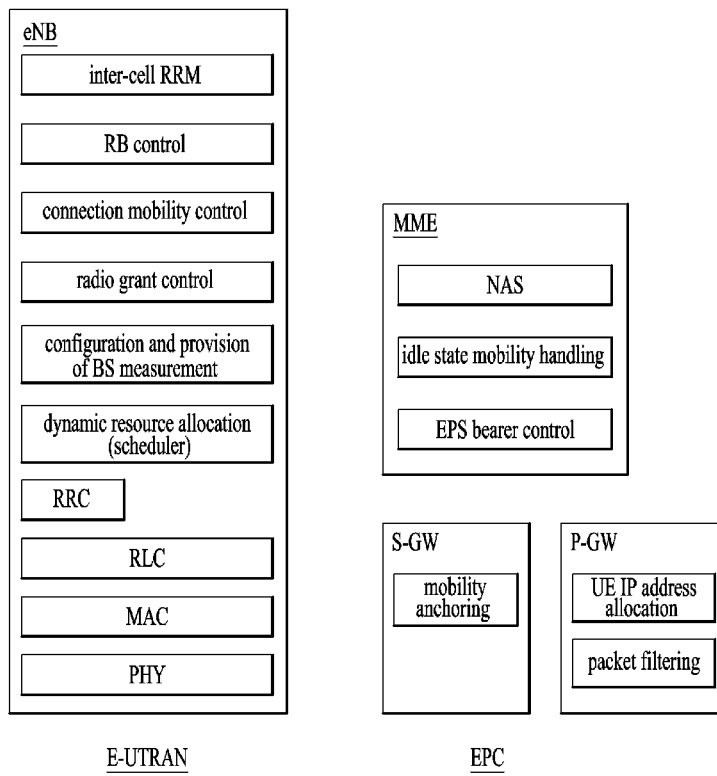 eNB
inter-cell RRM
RB control
connection mobility control
radio grant control
configuration and provision
of BS measurement
dynamic resource allocation
(scheduler)
RRC
RLC
MAC
PHY
E-UTRAN
MME
NAS
idle state mobility handling
EPS bearer control
S-GW
mobility
anchoring
P-GW
UE IP address
allocation
packet filtering
EPC